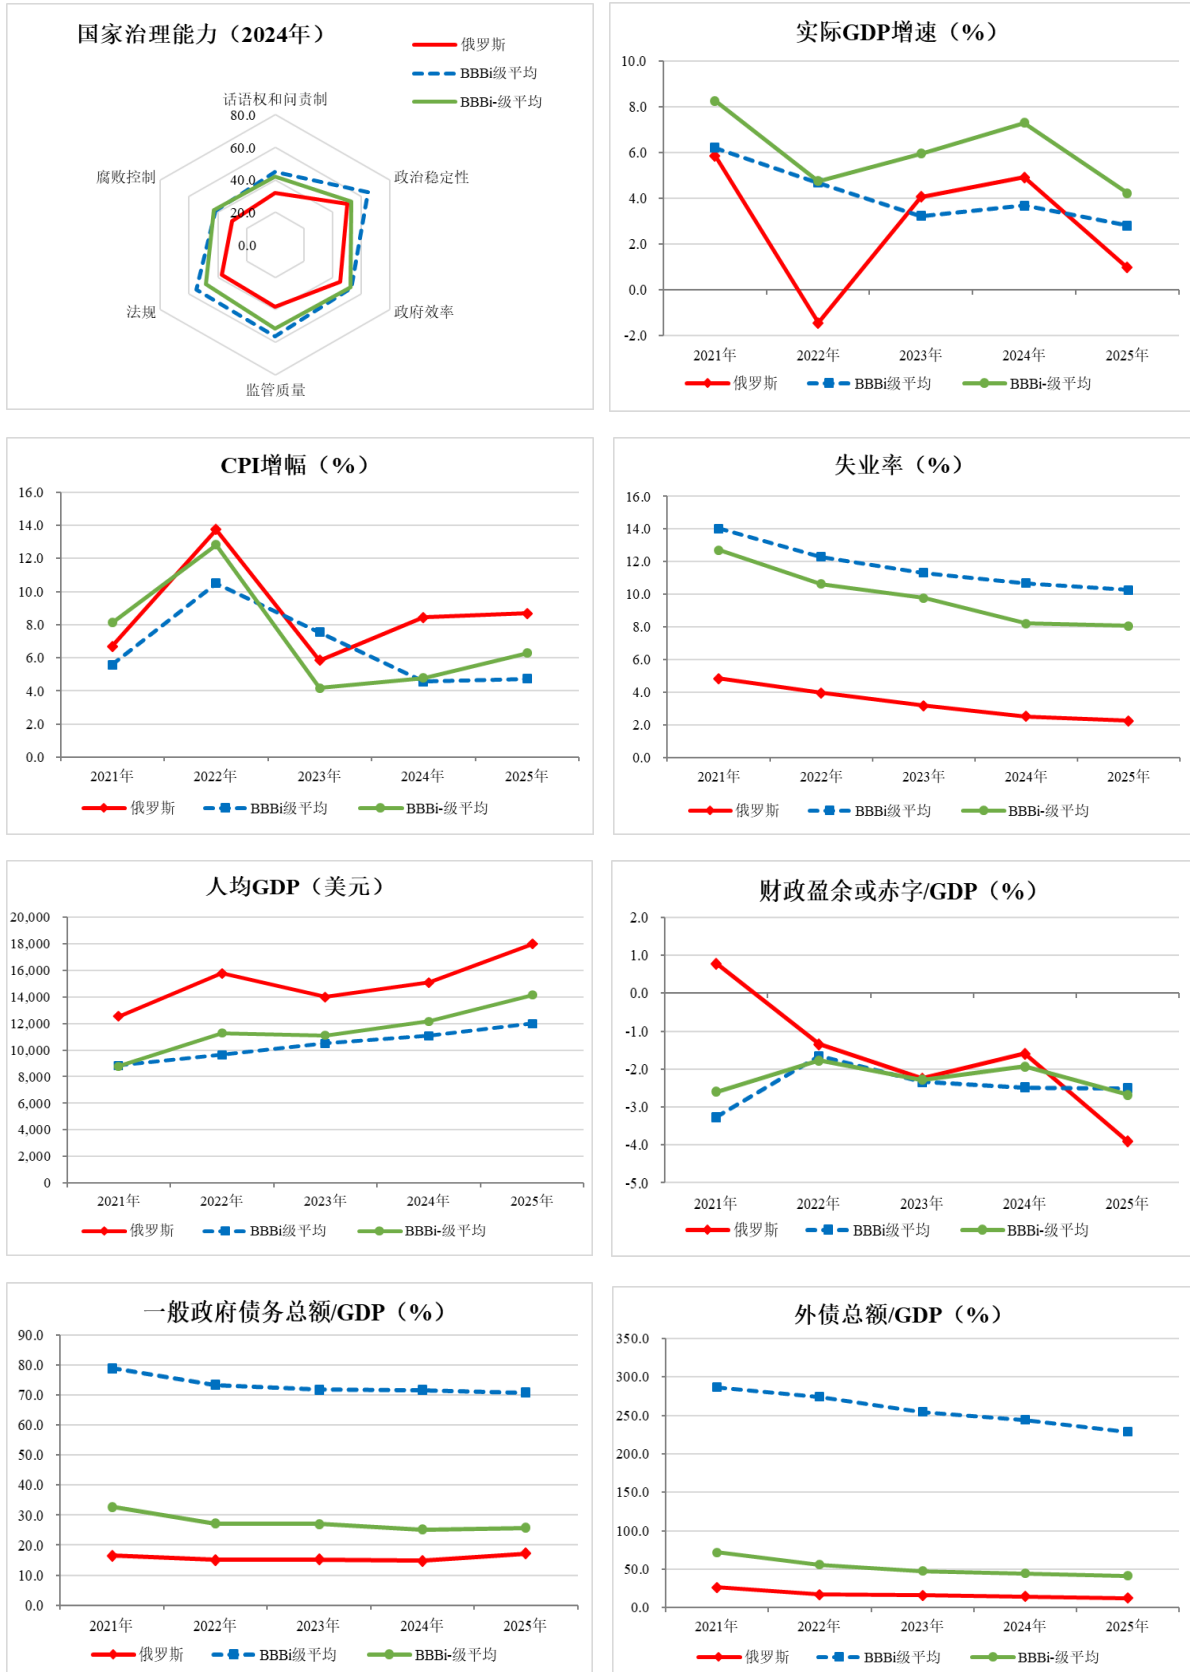 国家治理能力（2024年）
俄罗斯
BBBi级平均
BBBi-级平均
话语权和问责制
80.0
60.0
40.0
20.0
0.0
腐败控制
政治稳定性
法规
政府效率
监管质量
实际GDP增速（%）
10.0
8.0
6.0
4.0
2.0
0.0
-2.0
2021年 2022年 2023年 2024年 2025年
俄罗斯 BBBi级平均 BBBi-级平均
CPI增幅（%）
16.0
14.0
12.0
10.0
8.0
6.0
4.0
2.0
0.0
2021年 2022年 2023年 2024年 2025年
俄罗斯 BBBi级平均 BBBi-级平均
失业率（%）
16.0
14.0
12.0
10.0
8.0
6.0
4.0
2.0
0.0
2021年 2022年 2023年 2024年 2025年
俄罗斯 BBBi级平均 BBBi-级平均
人均GDP（美元）
20,000
18,000
16,000
14,000
12,000
10,000
8,000
6,000
4,000
2,000
0
2021年 2022年 2023年 2024年 2025年
俄罗斯 BBBi级平均 BBBi-级平均
财政盈余或赤字/GDP（%）
2.0
1.0
0.0
-1.0
-2.0
-3.0
-4.0
-5.0
2021年 2022年 2023年 2024年 2025年
俄罗斯 BBBi级平均 BBBi-级平均
一般政府债务总额/GDP（%）
90.0
80.0
70.0
60.0
50.0
40.0
30.0
20.0
10.0
0.0
2021年 2022年 2023年 2024年 2025年
俄罗斯 BBBi级平均 BBBi-级平均
外债总额/GDP（%）
350.0
300.0
250.0
200.0
150.0
100.0
50.0
0.0
2021年 2022年 2023年 2024年 2025年
俄罗斯 BBBi级平均 BBBi-级平均